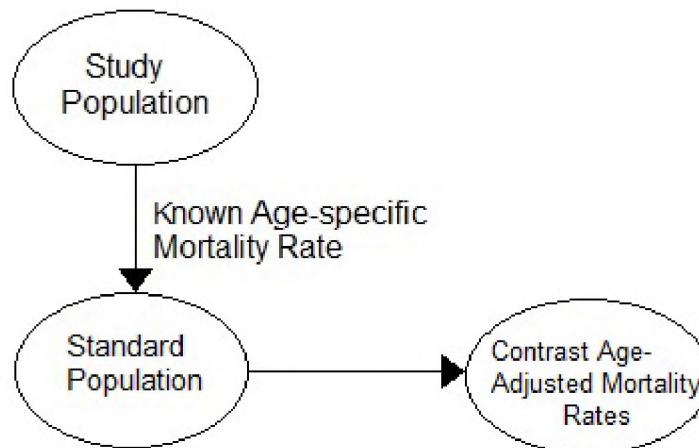 Study
Population
Known Age-specific
Mortality Rate
Standard
Population
Contrast Age-
Adjusted Mortality
Rates